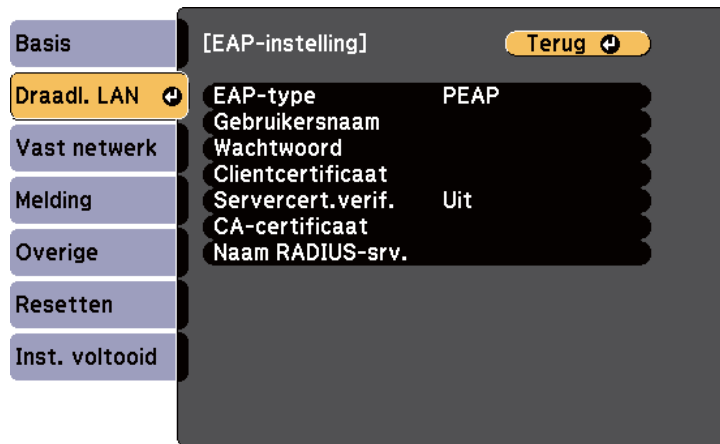 Basis
Draadl. LAN
Vast netwerk
Melding
Overige
Resetten
Inst. voltooid
[EAP-instelling]
Terug
EAP-type PEAP
Gebruikersnaam
Wachtwoord
Clientcertificaat
Servercert.verif. Uit
CA-certificaat
Naam RADIUS-srv.